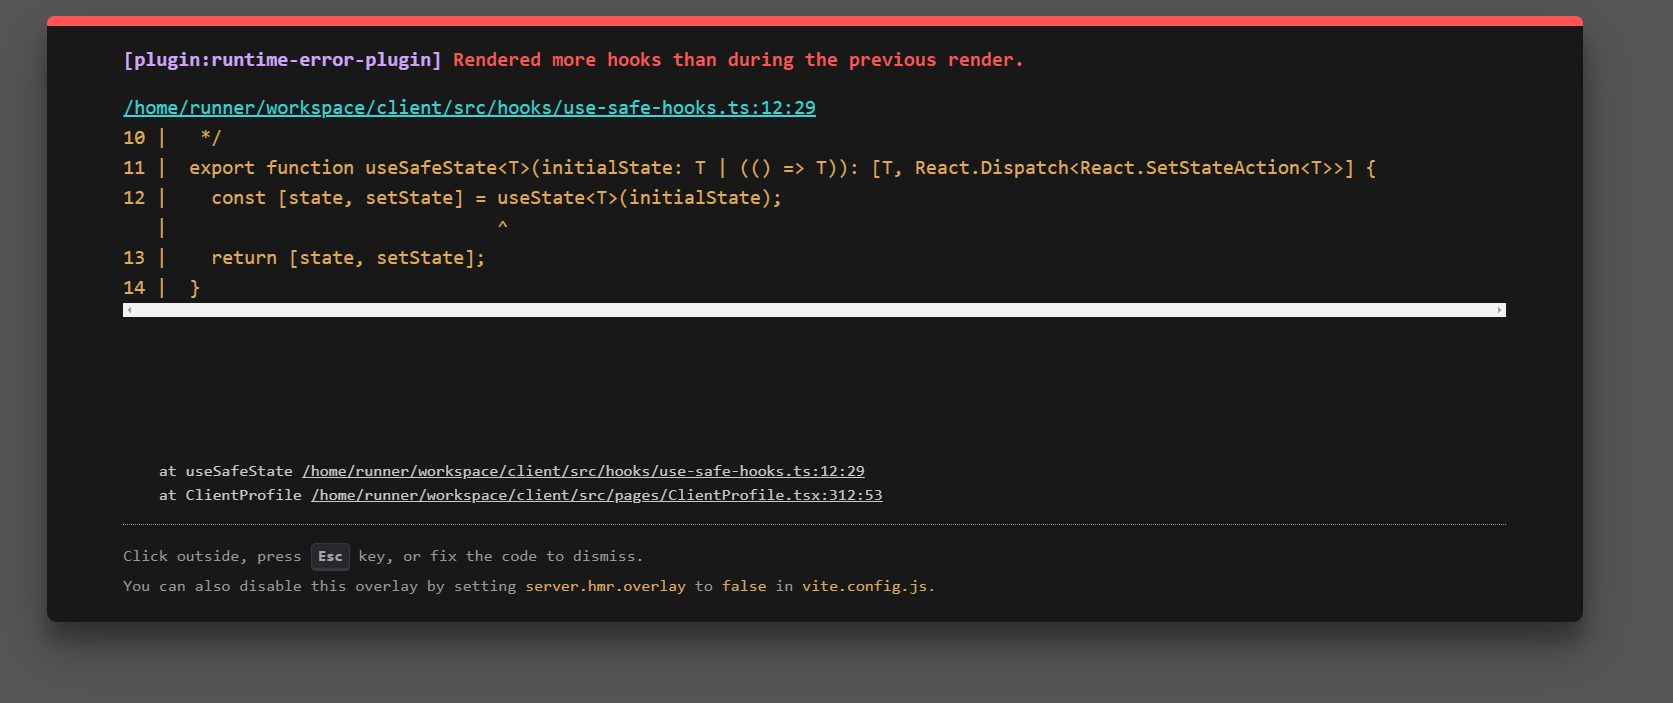 [plugin:runtime-error-plugin] Rendered more hooks than during the previous render.
/home/runner/workspace/client/src/hooks/use-safe-hooks.ts:12:29
10 |   */
11 |  export function useSafeState<T>(initialState: T | (() => T)): [T, React.Dispatch<React.SetStateAction<T>>] {
12 |    const [state, setState] = useState<T>(initialState);
   |                              ^
13 |    return [state, setState];
14 |  }
at useSafeState /home/runner/workspace/client/src/hooks/use-safe-hooks.ts:12:29
at ClientProfile /home/runner/workspace/client/src/pages/ClientProfile.tsx:312:53
Click outside, press Esc key, or fix the code to dismiss.
You can also disable this overlay by setting server.hmr.overlay to false in vite.config.js.